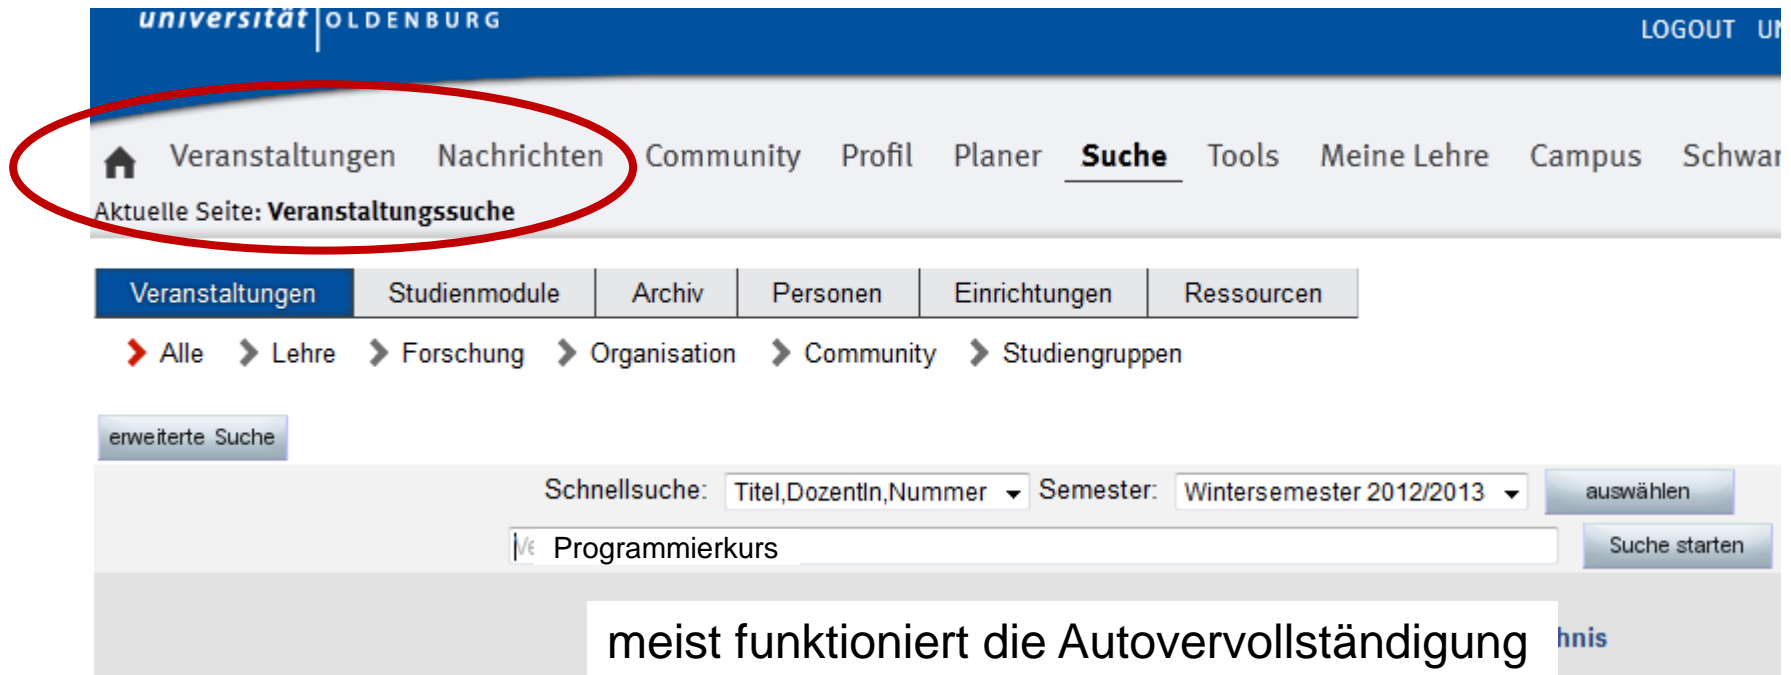 universität OLDENBURG
LOGOUT
Veranstaltungen Nachrichten Community Profil Planer Suche Tools Meine Lehre Campus
Aktuelle Seite: Veranstaltungssuche
Veranstaltungen Studienmodule Archiv Personen Einrichtungen Ressourcen
Alle Lehre Forschung Organisation Community Studiengruppen
erweiterte Suche
Schnellsuche: Titel,DozentIn,Nummer Semester: Wintersemester 2012/2013 auswählen
Programmierkurs Suche starten
meist funktioniert die Autovervollständigung